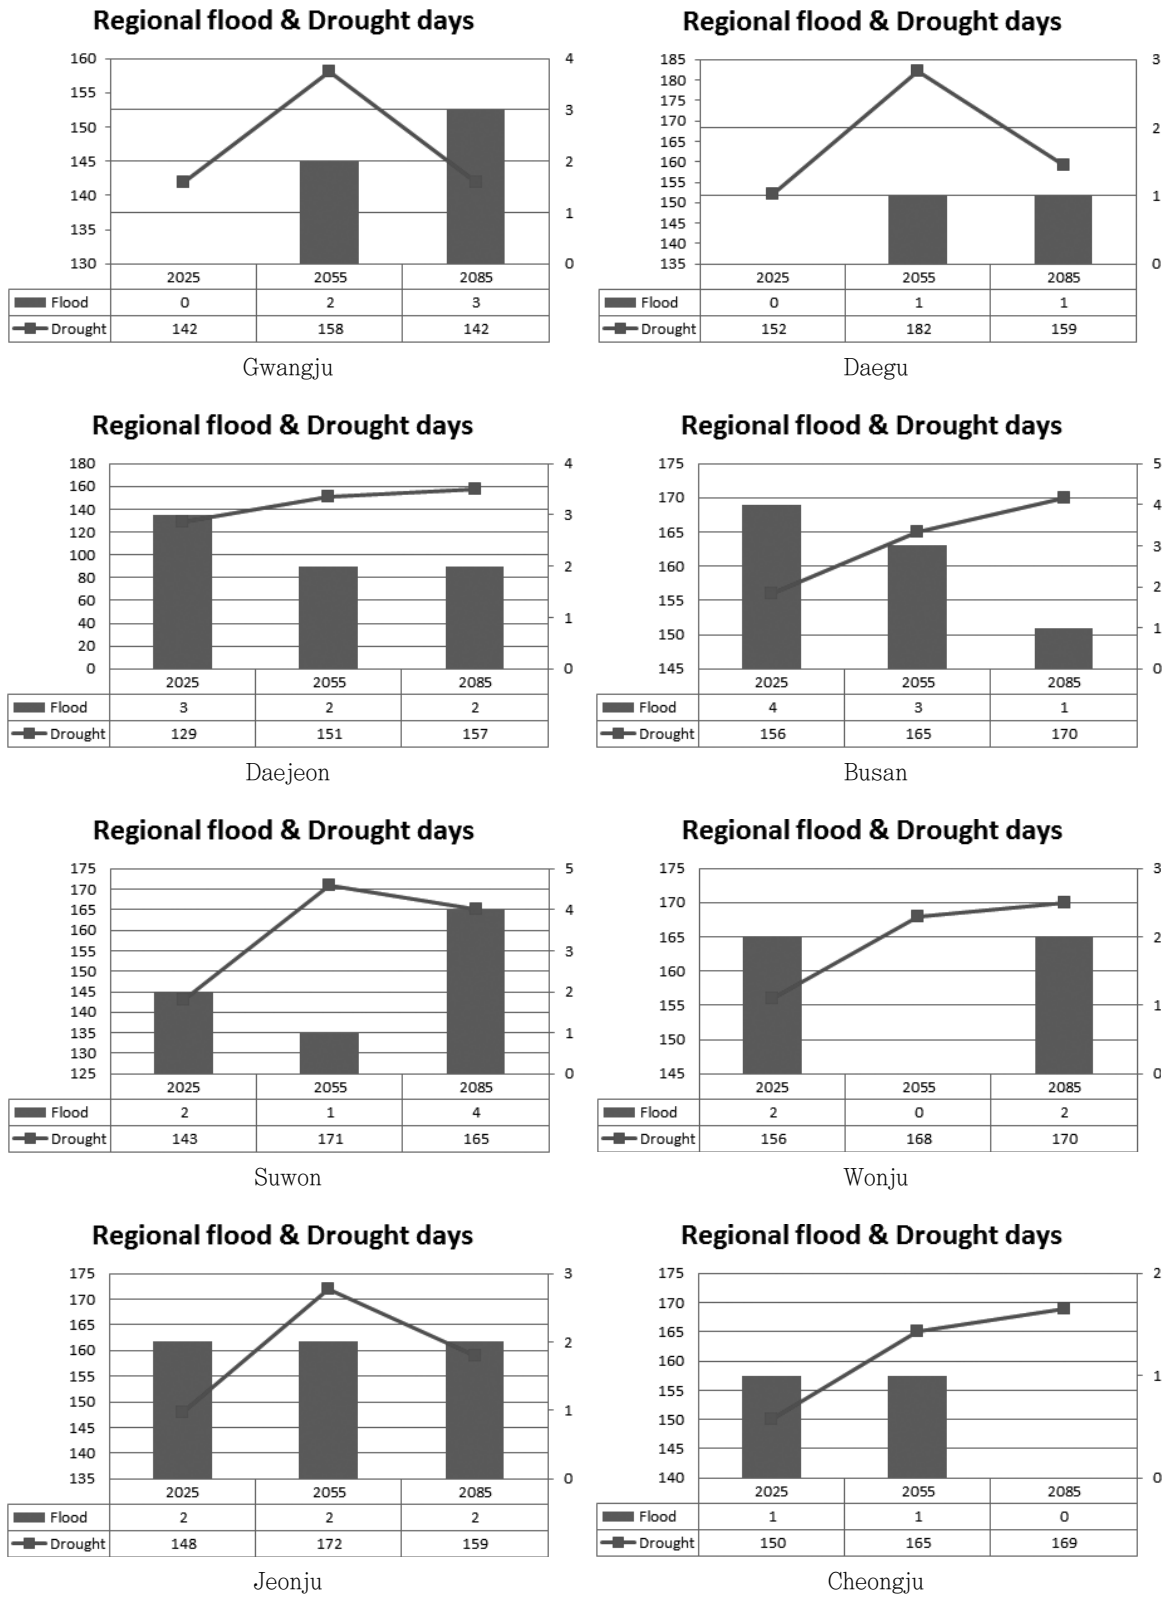 Regional flood & Drought days
160 155 150 145 140 135 130
4 3 2 1 0
2025 2055 2085
Flood 0 2 3
Drought 142 158 142
Gwangju
Regional flood & Drought days
185 180 175 170 165 160 155 150 145 140 135
3 2 1 0
2025 2055 2085
Flood 0 1 1
Drought 152 182 159
Daegu
Regional flood & Drought days
180 160 140 120 100 80 60 40 20 0
4 3 2 1 0
2025 2055 2085
Flood 3 2 2
Drought 129 151 157
Daejeon
Regional flood & Drought days
175 170 165 160 155 150 145
5 4 3 2 1 0
2025 2055 2085
Flood 4 3 1
Drought 156 165 170
Busan
Regional flood & Drought days
175 170 165 160 155 150 145 140 135 130 125
5 4 3 2 1 0
2025 2055 2085
Flood 2 1 4
Drought 143 171 165
Suwon
Regional flood & Drought days
175 170 165 160 155 150 145
3 2 1 0
2025 2055 2085
Flood 2 0 2
Drought 156 168 170
Wonju
Regional flood & Drought days
175 170 165 160 155 150 145 140 135
3 2 1 0
2025 2055 2085
Flood 2 2 2
Drought 148 172 159
Jeonju
Regional flood & Drought days
175 170 165 160 155 150 145 140
2 1 0
2025 2055 2085
Flood 1 1 0
Drought 150 165 169
Cheongju